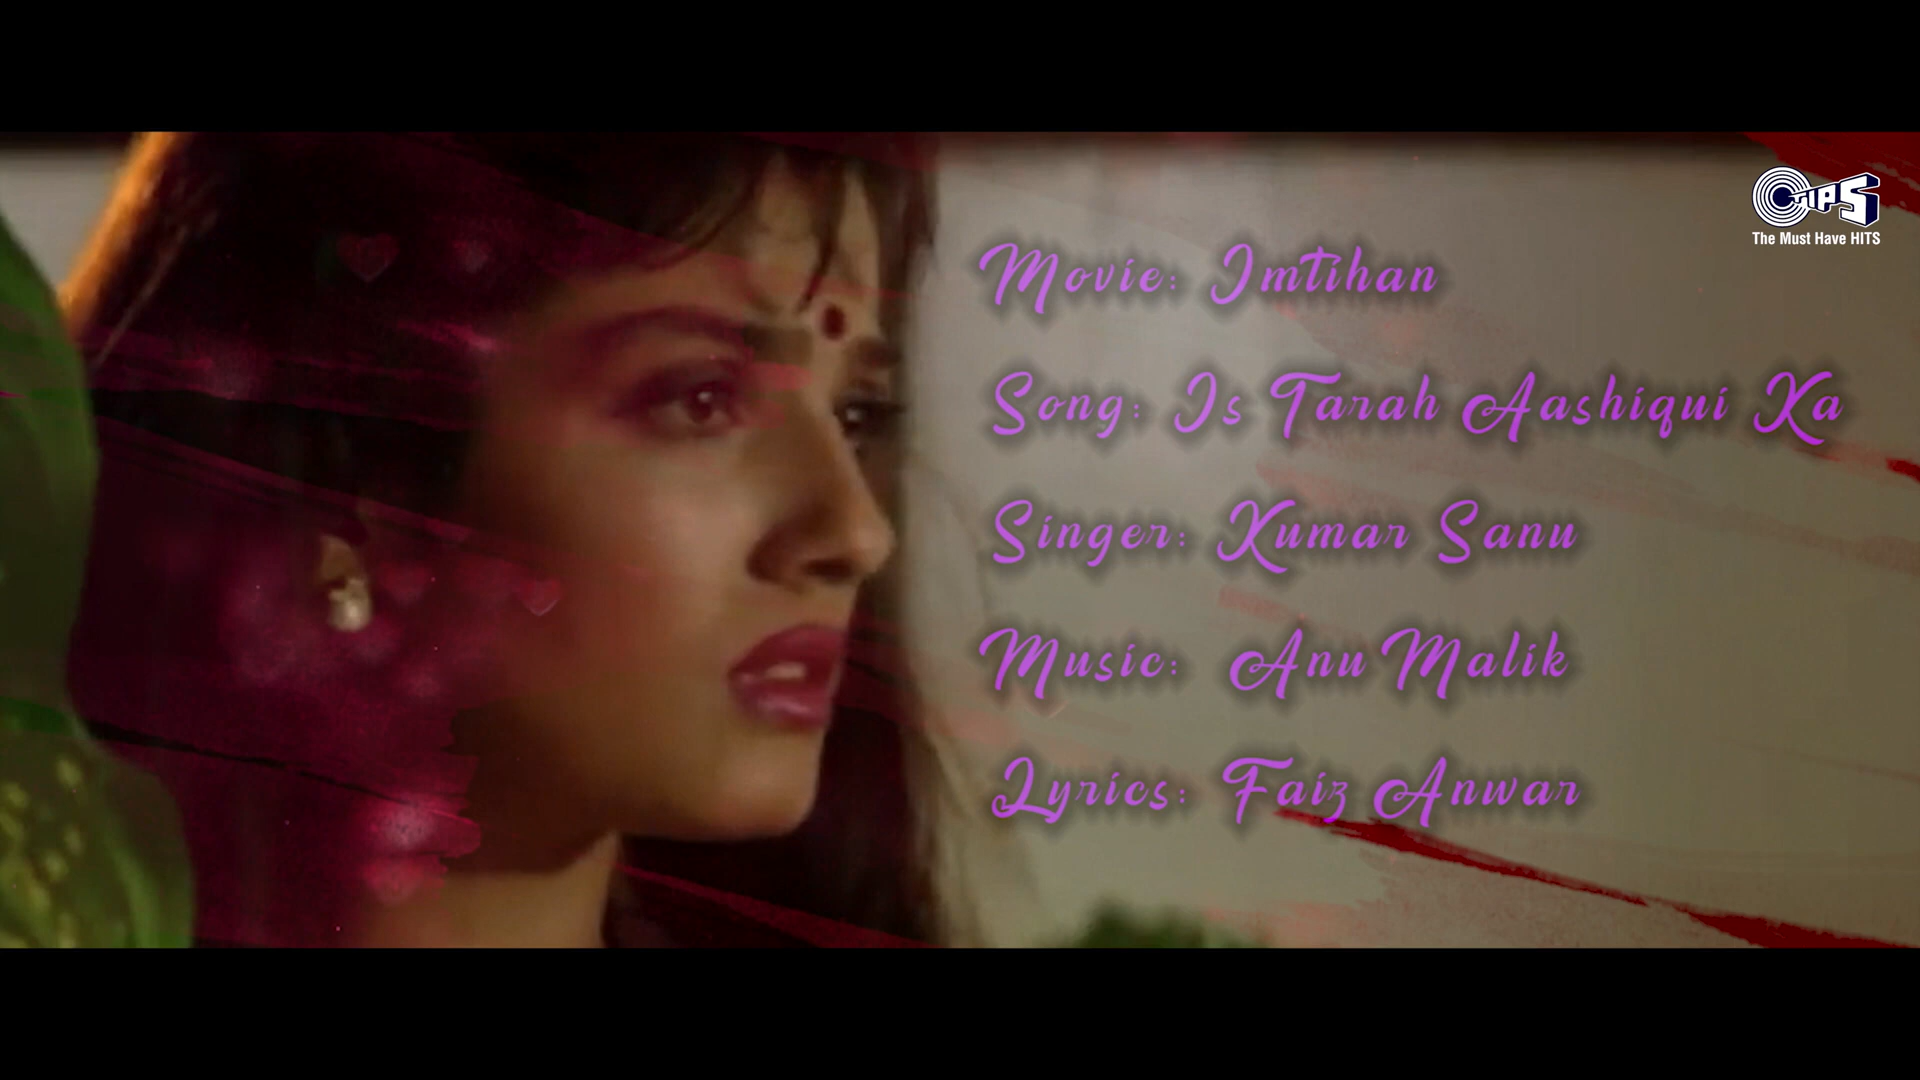 TIPS
The Must Have HITS
Movie: Imtihan
Song: Is Tarah Aashiqui Ka
Singer: Kumar Sanu
Music: Anu Malik
Lyrics: Faiz Anwar